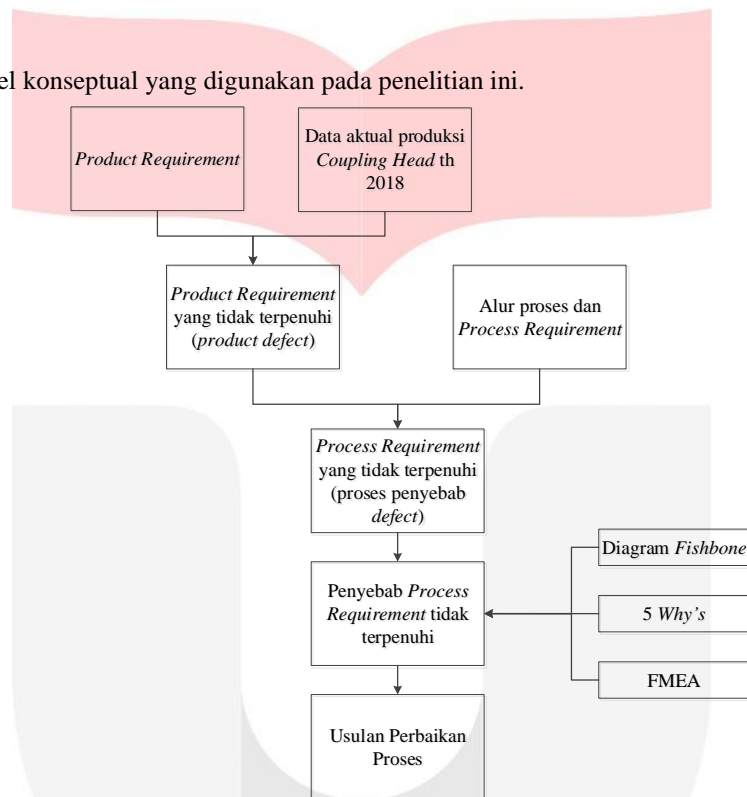 el konseptual yang digunakan pada penelitian ini.
Product Requirement
Data aktual produksi
Coupling Head th
2018
Product Requirement
yang tidak terpenuhi
(product defect)
Alur proses dan
Process Requirement
Process Requirement
yang tidak terpenuhi
(proses penyebab
defect)
Penyebab Process
Requirement tidak
terpenuhi
Diagram Fishbone
5 Why's
FMEA
Usulan Perbaikan
Proses